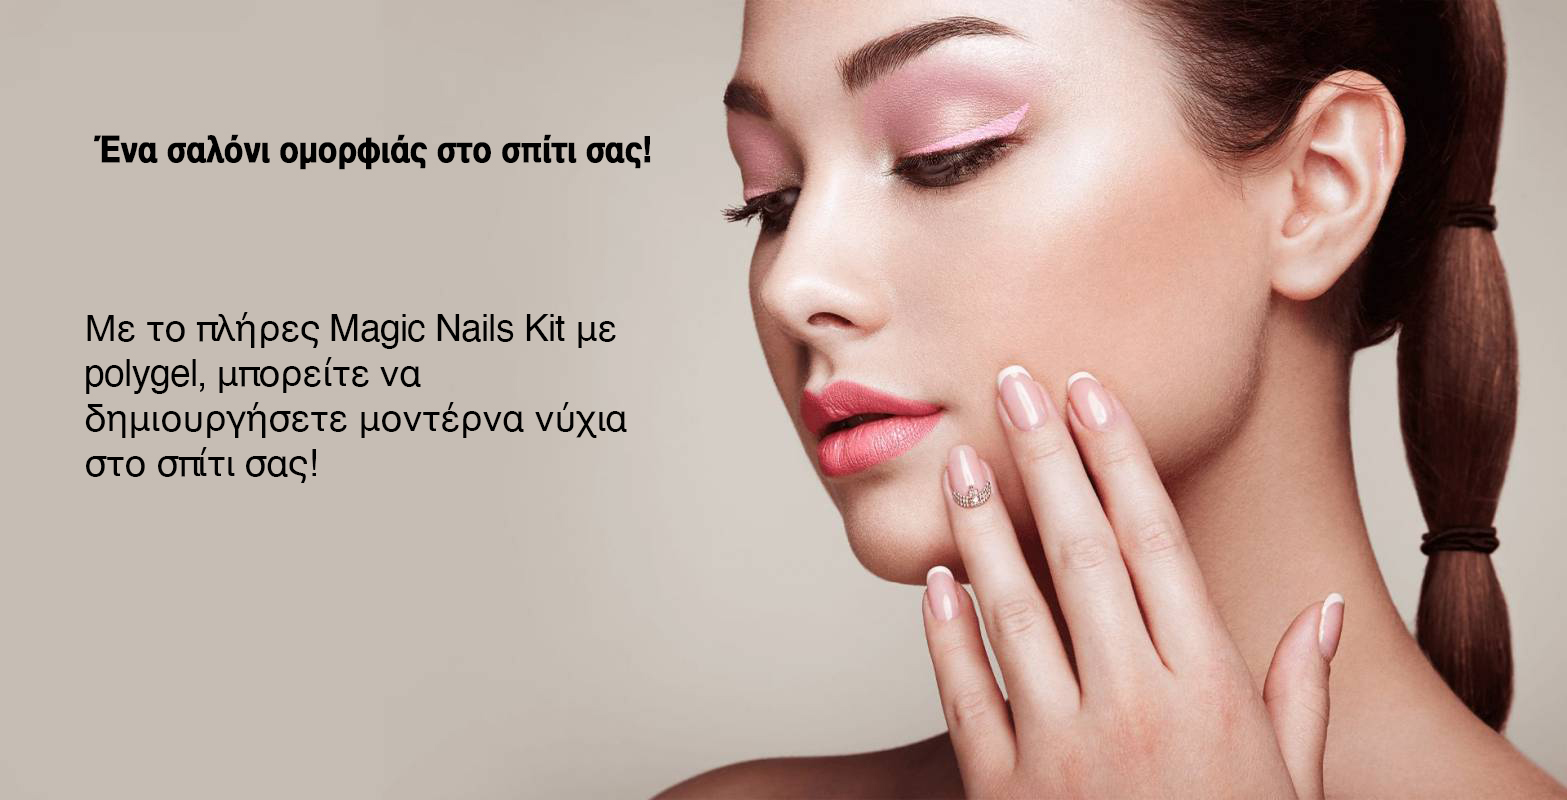 Ένα σαλόνι ομορφιάς στο σπίτι σας!
Με το πλήρες Magic Nails Kit με
polygel, μπορείτε να
δημιουργήσετε μοντέρνα νύχια
στο σπίτι σας!